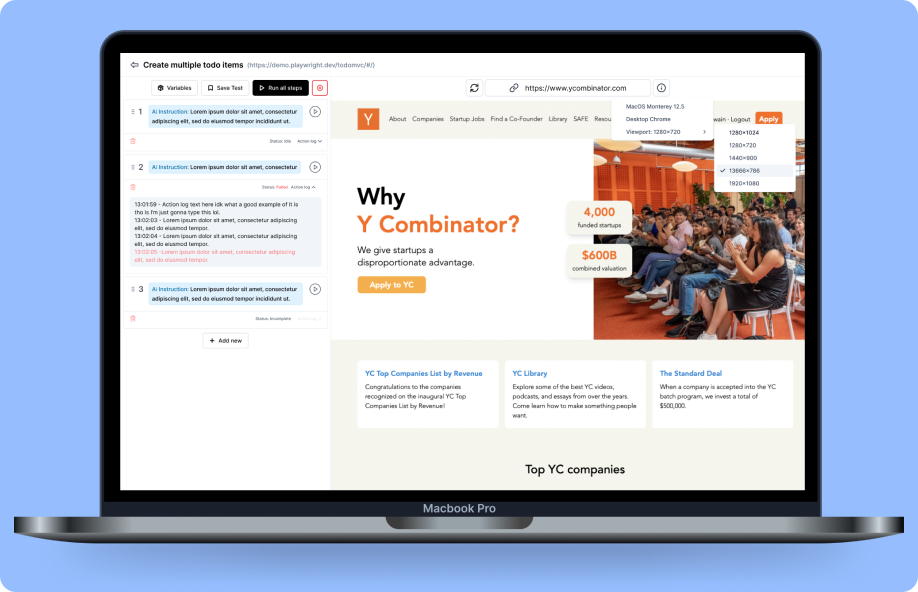 Create multiple todo items (https://demo.playwright.dev/todomvc/#/)
Variables
Save Test
Run all steps
1
AI Instruction: Lorem ipsum dolor sit amet, consectetur
adipiscing elit, sed do eiusmod tempor incididunt ut.
Status: Idle Action log
2
AI Instruction: Lorem ipsum dolor sit amet, consectetur
Status: Failed Action log
13:01:59 - Action log text here idk what a good example of it is
tho is I'm just gonna type this lol.
13:02:03 - Lorem ipsum dolor sit amet, consectetur adipiscing
elit, sed do eiusmod tempor.
13:02:04 - Lorem ipsum dolor sit amet, consectetur adipiscing
elit, sed do eiusmod tempor.
13:02:05 -Lorem ipsum dolor sit amet, consectetur adipiscing
elit, sed do eiusmod tempor.
3
AI Instruction: Lorem ipsum dolor sit amet, consectetur
adipiscing elit, sed do eiusmod tempor incididunt ut.
Status: Incomplete
+ Add new
https://www.ycombinator.com
MacOS Monterey 12.5
Desktop Chrome
Viewport: 1280×720
1280×1024
1280×720
1440×900
13666×786
1920×1080
Y
About Companies Startup Jobs Find a Co-Founder Library SAFE Resou
wain · Logout Apply
Why
Y Combinator?
We give startups a
disproportionate advantage.
Apply to YC
4,000
funded startups
$600B
combined valuation
YC Top Companies List by Revenue
Congratulations to the companies
recognized on the inaugural YC Top
Companies List by Revenue!
YC Library
Explore some of the best YC videos,
podcasts, and essays from over the years.
Come learn how to make something people
want.
The Standard Deal
When a company is accepted into the YC
batch program, we invest a total of
$500,000.
Top YC companies
Macbook Pro